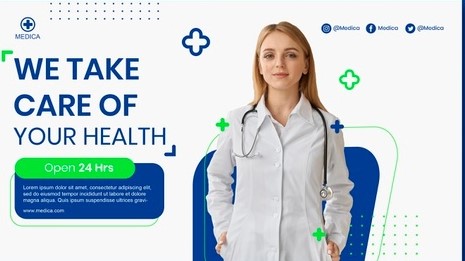 MEDICA
@Medica
Medica
@Medica
WE TAKE
CARE OF
YOUR HEALTH
Open 24 Hrs
Lorem ipsum dolor sit amet, consectetur adipiscing elit,
sed do eiusmod tempor incididunt ut labore et dolore
magna aliqua. Quis ipsum suspendisse ultrices gravi-
www.medica.com